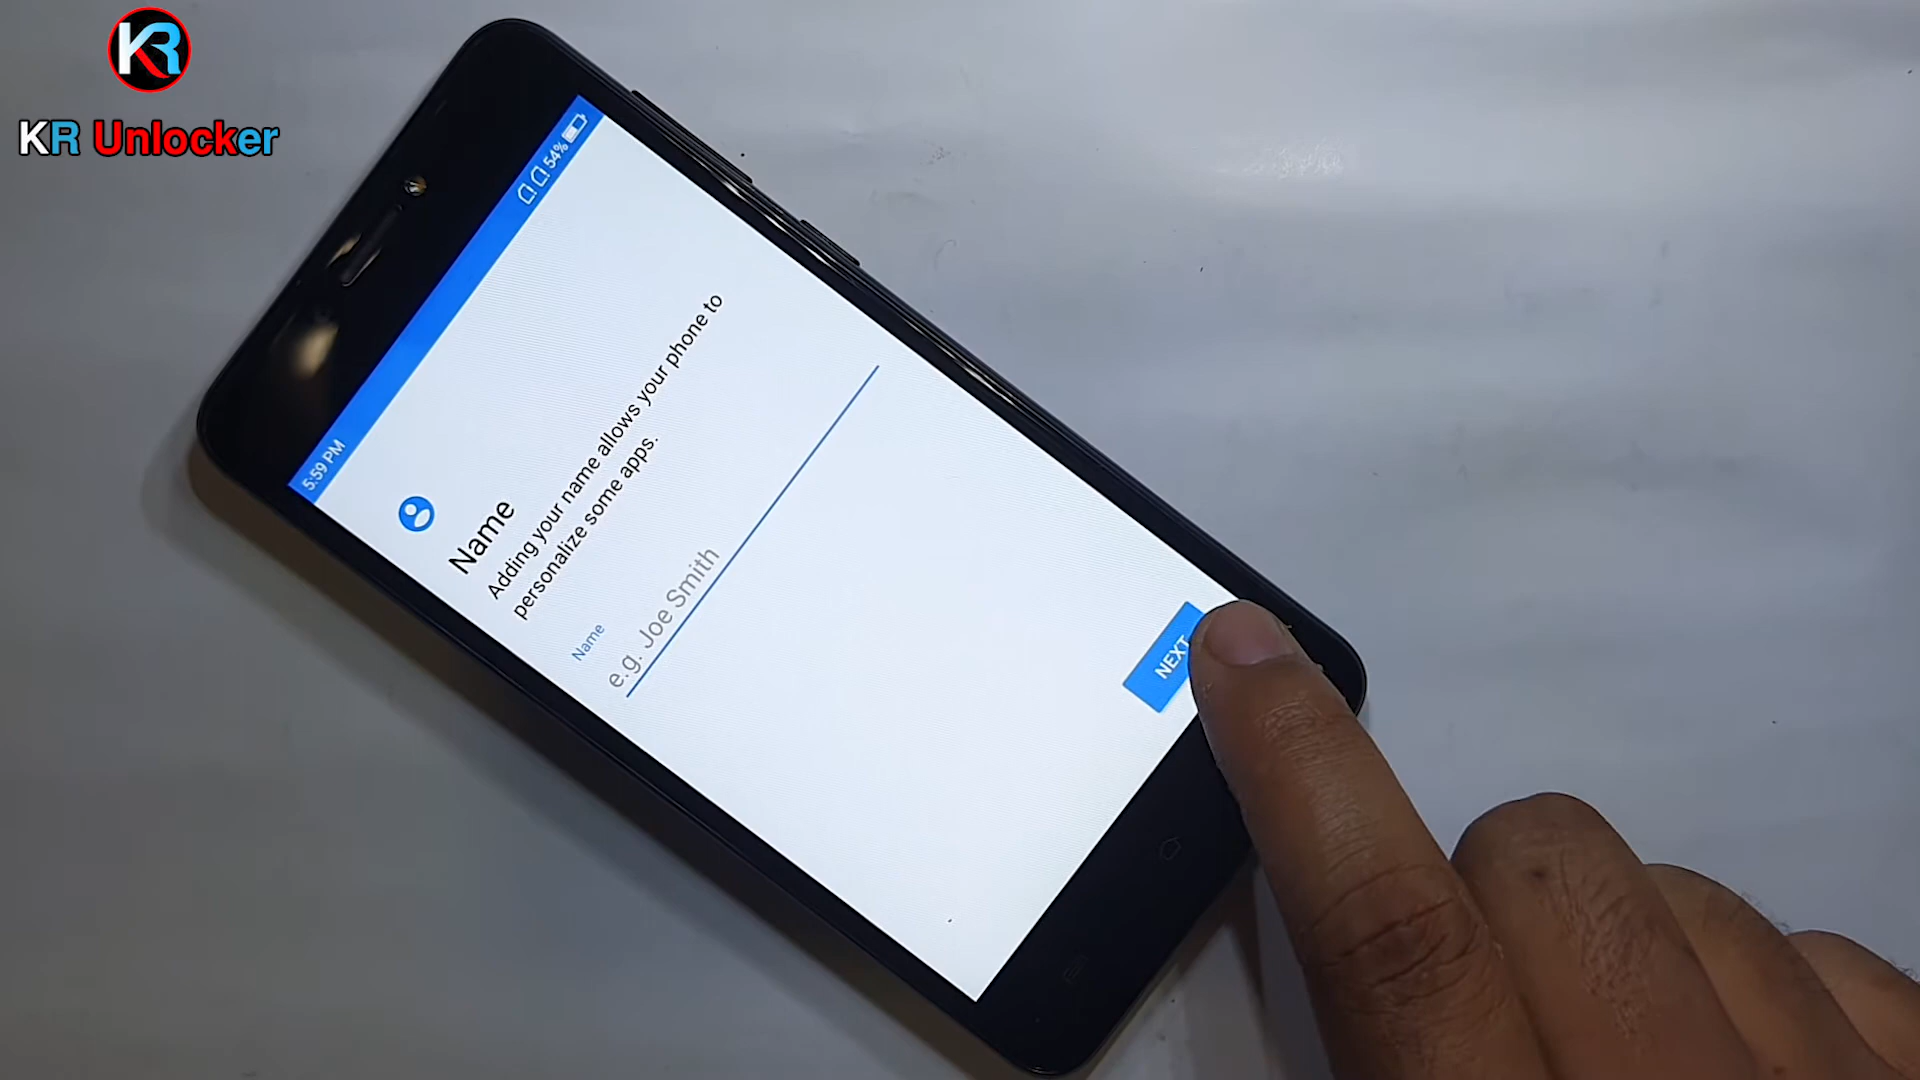 KR
KR Unlocker
5:59 PM
54%
Name
Adding your name allows your phone to
personalize some apps.
Name
e.g. Joe Smith
NEXT